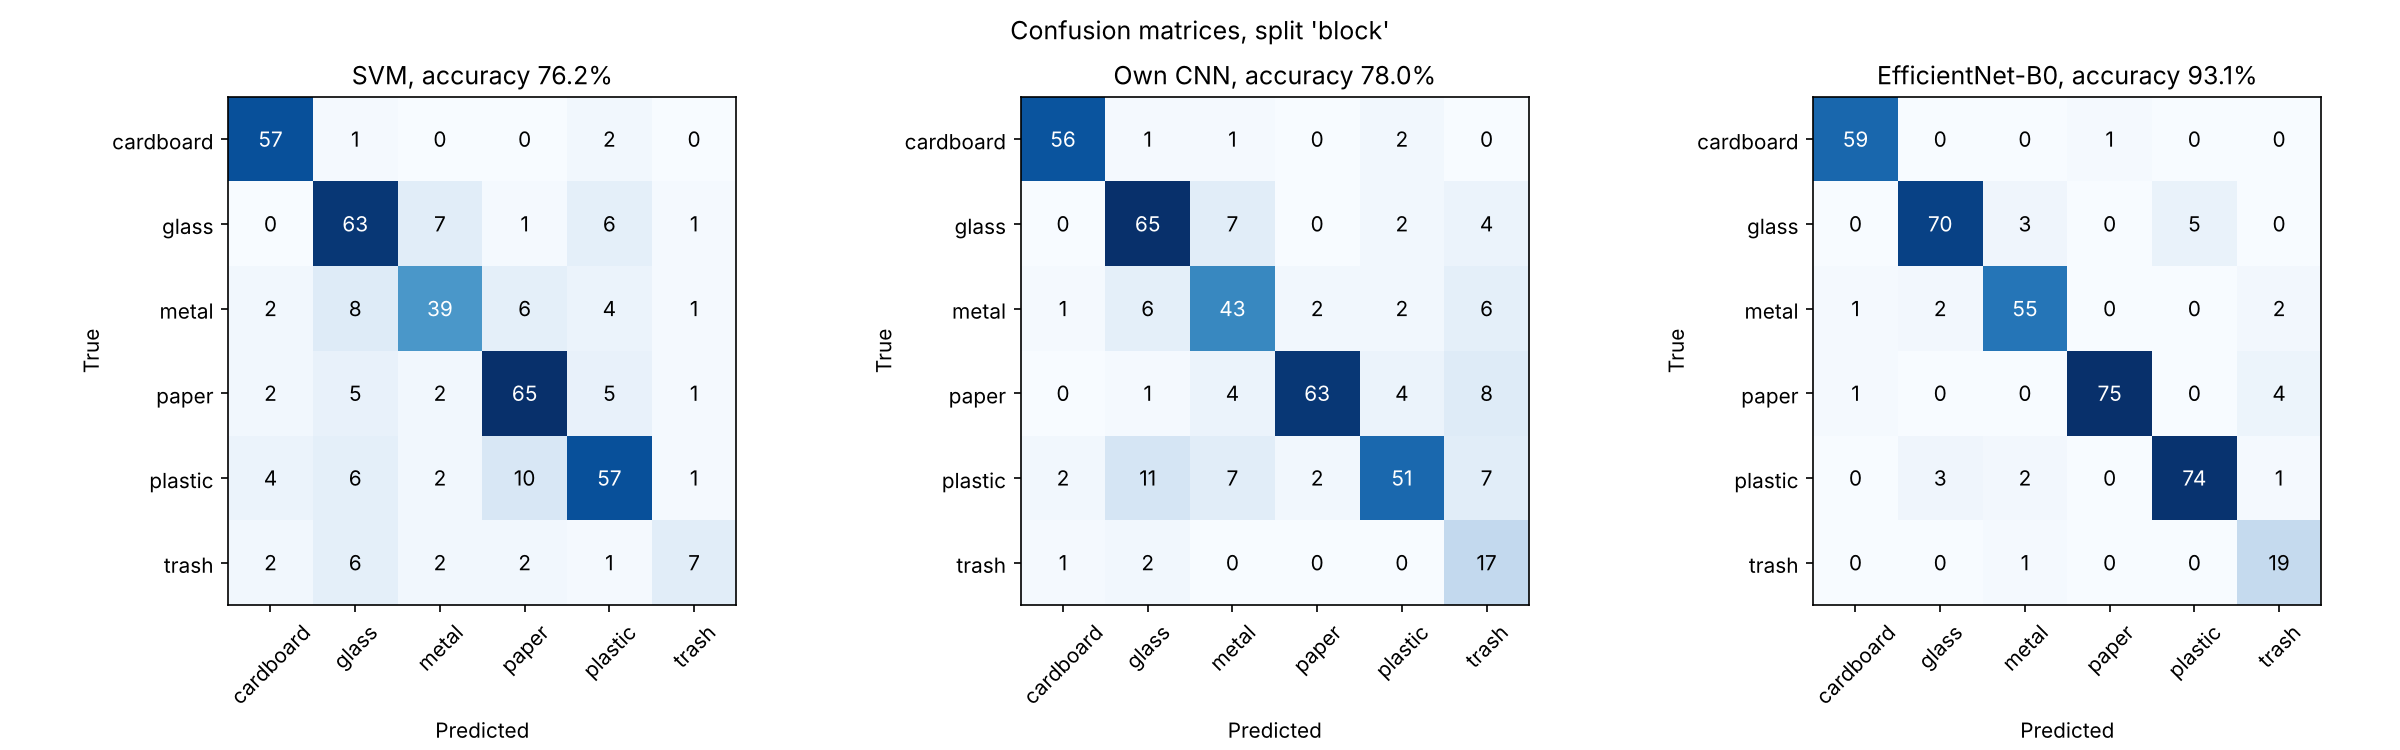 Confusion matrices, split 'block'
SVM, accuracy 76.2%
True
cardboard 57 1 0 0 2 0
glass 0 63 7 1 6 1
metal 2 8 39 6 4 1
paper 2 5 2 65 5 1
plastic 4 6 2 10 57 1
trash 2 6 2 2 1 7
cardboard glass metal paper plastic trash
Predicted
Own CNN, accuracy 78.0%
True
cardboard 56 1 1 0 2 0
glass 0 65 7 0 2 4
metal 1 6 43 2 2 6
paper 0 1 4 63 4 8
plastic 2 11 7 2 51 7
trash 1 2 0 0 0 17
cardboard glass metal paper plastic trash
Predicted
EfficientNet-B0, accuracy 93.1%
True
cardboard 59 0 0 1 0 0
glass 0 70 3 0 5 0
metal 1 2 55 0 0 2
paper 1 0 0 75 0 4
plastic 0 3 2 0 74 1
trash 0 0 1 0 0 19
cardboard glass metal paper plastic trash
Predicted